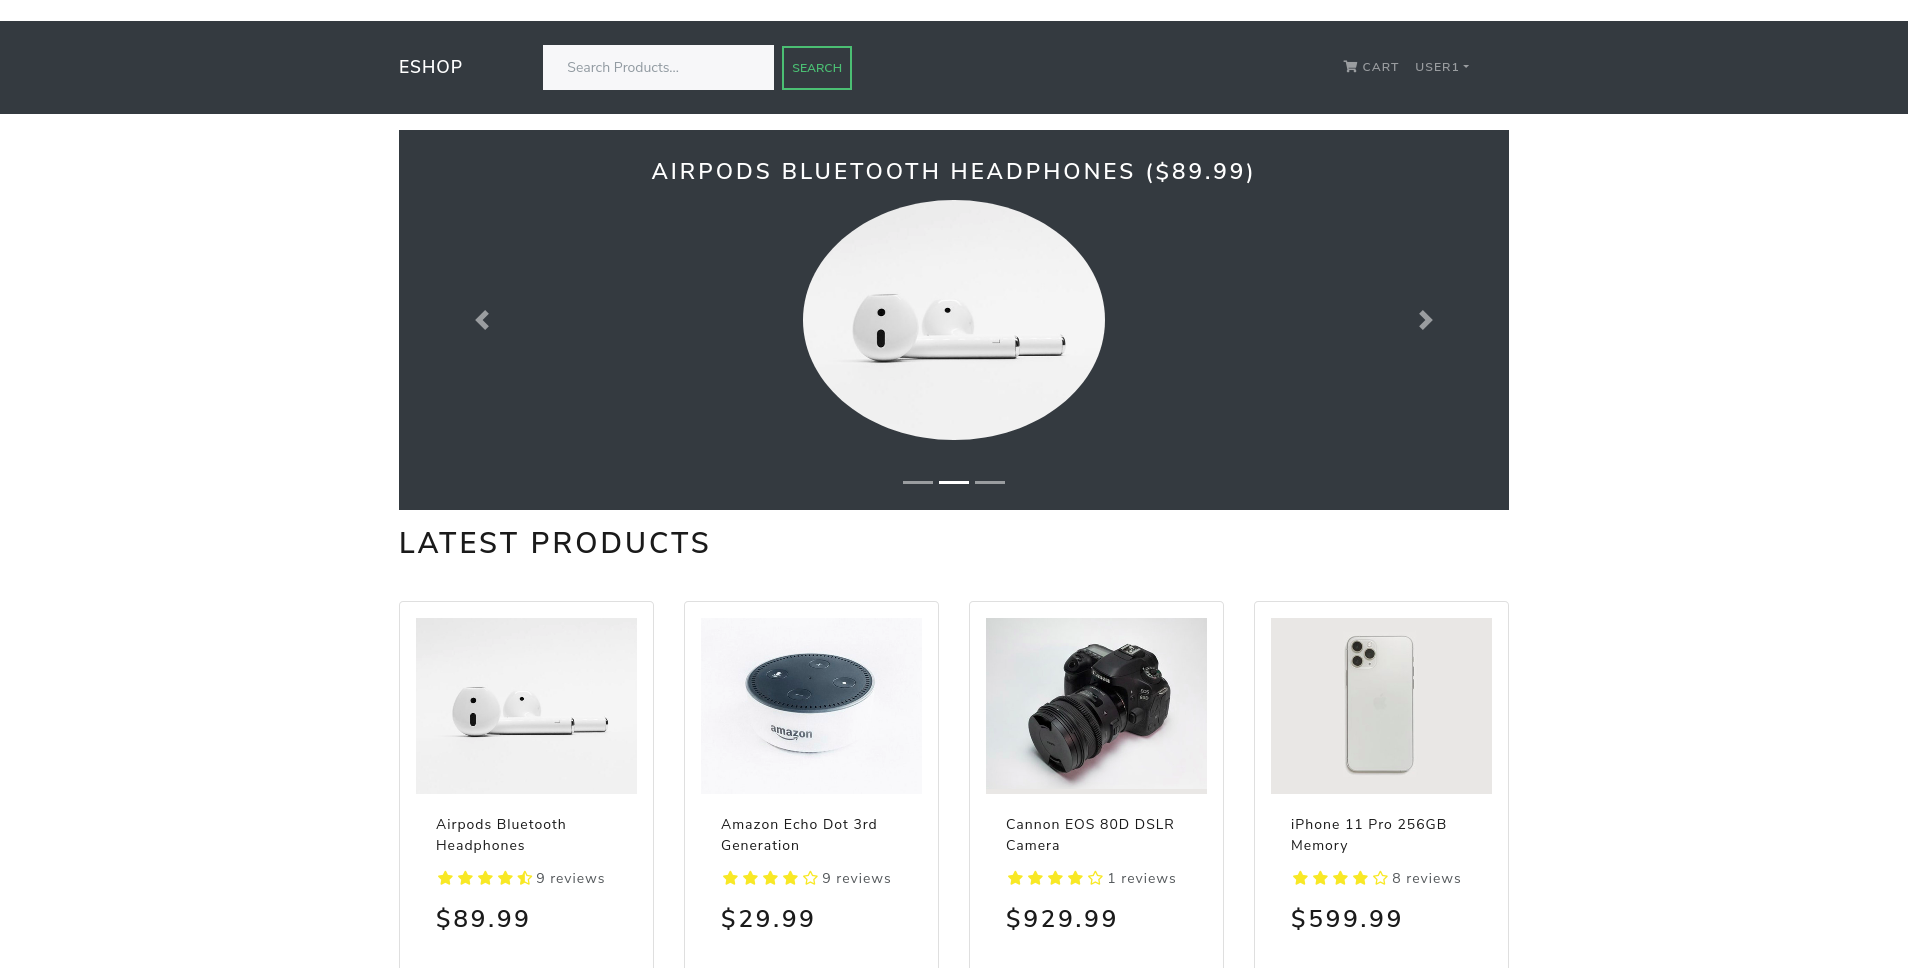 ESHOP
Search Products...
SEARCH
CART
USER1
AIRPODS BLUETOOTH HEADPHONES ($89.99)
LATEST PRODUCTS
amazon
Canon
Airpods Bluetooth
Headphones
9 reviews
$89.99
Amazon Echo Dot 3rd
Generation
9 reviews
$29.99
Cannon EOS 80D DSLR
Camera
1 reviews
$929.99
iPhone 11 Pro 256GB
Memory
8 reviews
$599.99